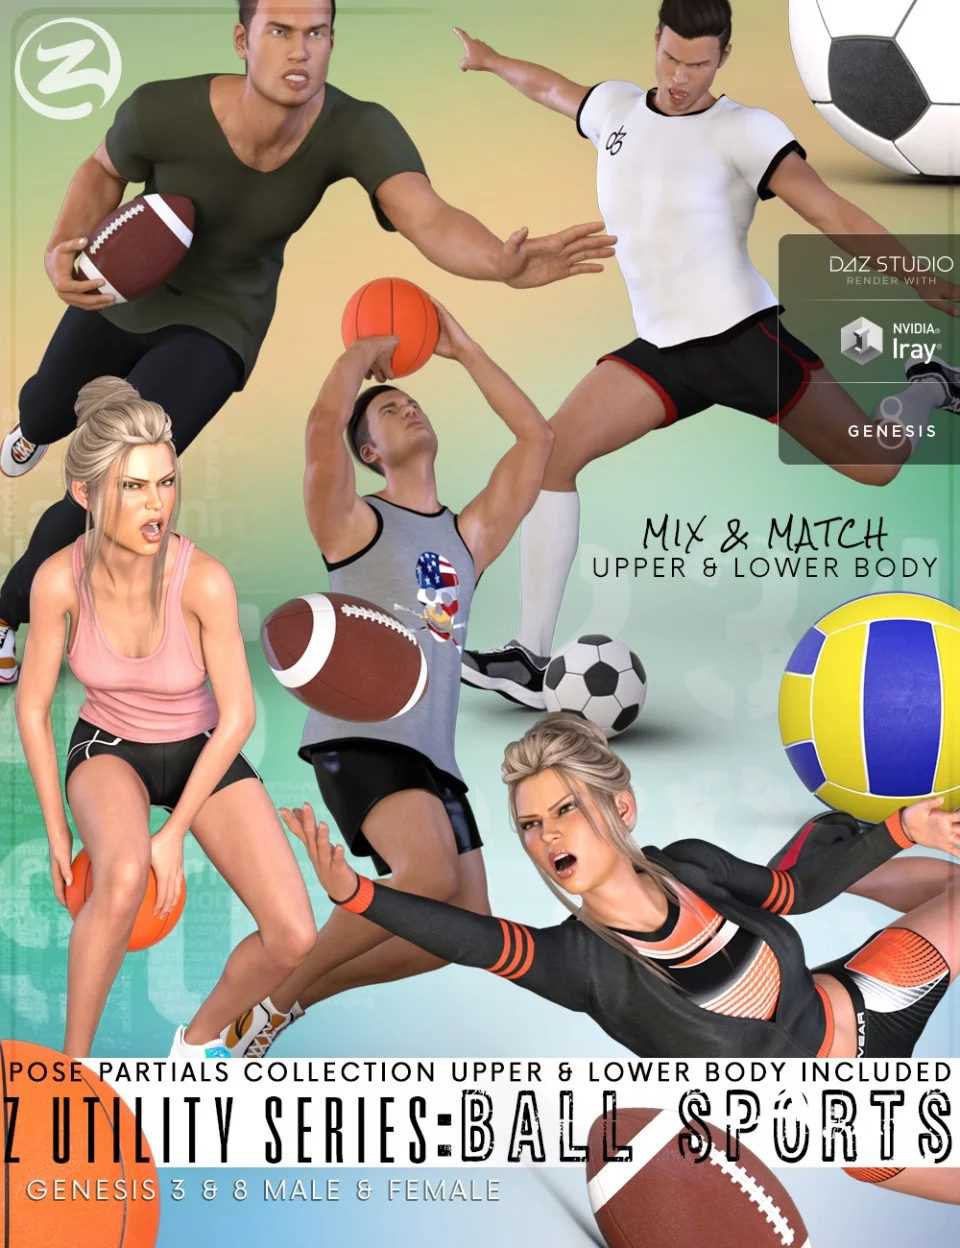 Z
DAZ STUDIO
RENDER WITH
NVIDIA®
Iray®
8
GENESIS
MIX & MATCH
UPPER & LOWER BODY
POSE PARTIALS COLLECTION UPPER & LOWER BODY INCLUDED
Z UTILITY SERIES:BALL SPORTS
GENESIS 3 & 8 MALE & FEMALE